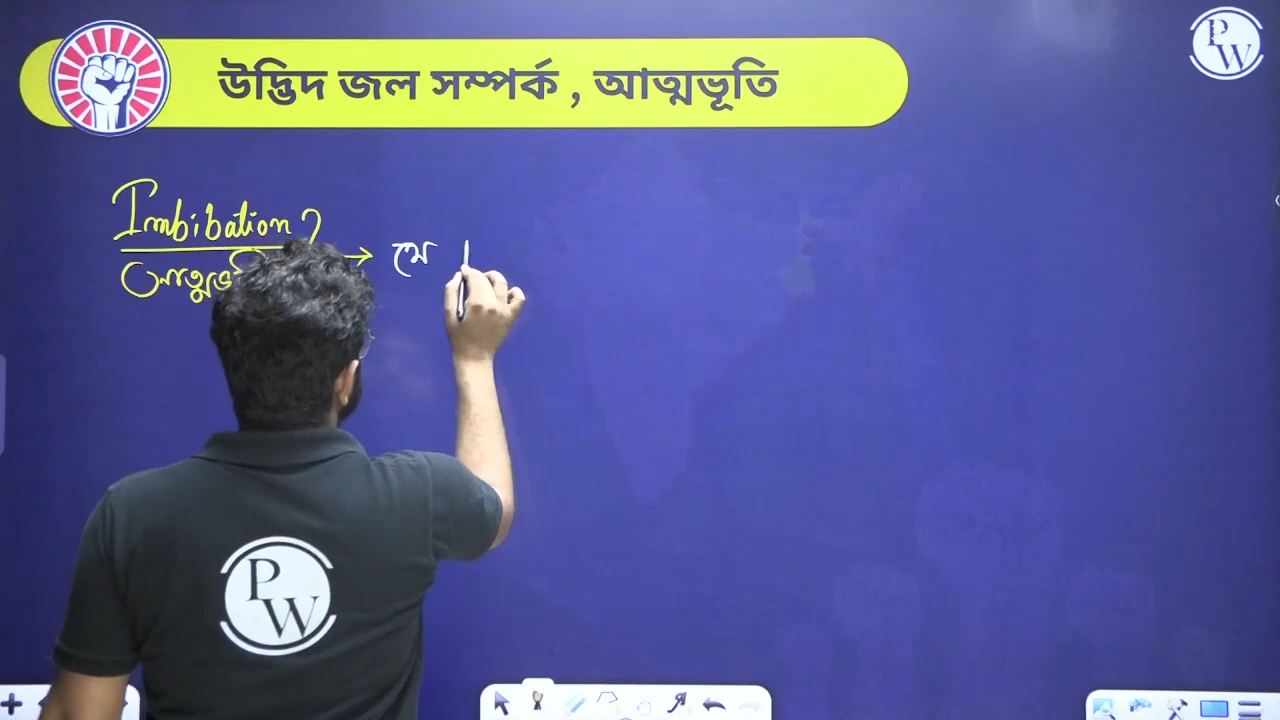 উদ্ভিদ জল সম্পর্ক , আত্মভূতি
PW
Imbibation ?
→ যে
PW